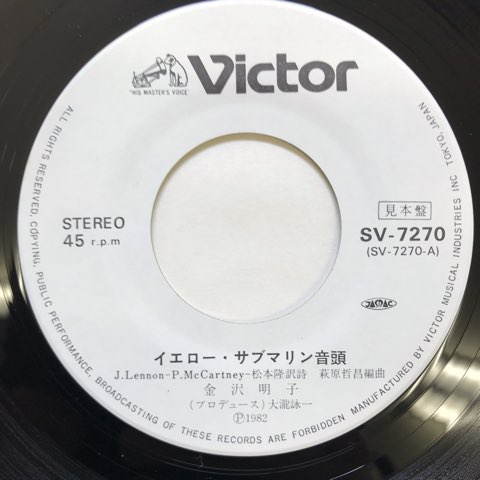 "HIS MASTER'S VOICE"
Victor
STEREO
45 r.p.m
見本盤
SV-7270
(SV-7270-A)
JASRAC
イエロー・サブマリン音頭
J.Lennon-P.McCartney-松本隆訳詩 萩原哲晶編曲
金沢明子
(プロデュース)大瀧詠一
Ⓟ1982
ALL RIGHTS RESERVED. COPYING, PUBLIC PERFORMANCE, BROADCASTING OF THESE RECORDS ARE FORBIDDEN
MANUFACTURED BY VICTOR MUSICAL INDUSTRIES INC. TOKYO, JAPAN